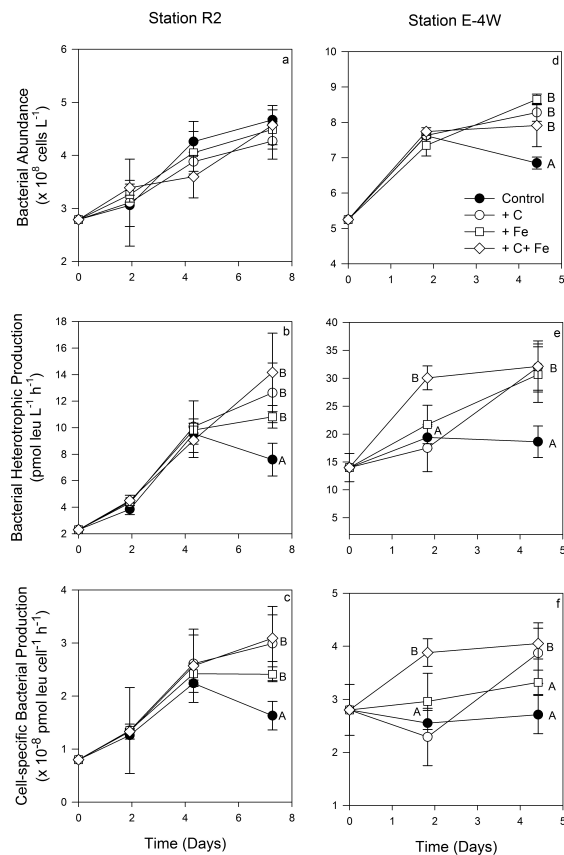 Station R2
Station E-4W
Bacterial Abundance
(x 10⁸ cells L⁻¹)
a
6
5
4
3
2
0 2 4 6 8
d
10
9
8
7
6
5
4
0 1 2 3 4 5
B
B
B
A
Control
+ C
+ Fe
+ C+ Fe
Bacterial Heterotrophic Production
(pmol leu L⁻¹ h⁻¹)
b
18
16
14
12
10
8
6
4
2
0 2 4 6 8
B
B
B
A
e
40
35
30
25
20
15
10
5
0 1 2 3 4 5
B
A
B
A
Cell-specific Bacterial Production
(x 10⁻⁸ pmol leu cell⁻¹ h⁻¹)
c
4
3
2
1
0
0 2 4 6 8
B
B
A
f
5
4
3
2
1
0 1 2 3 4 5
B
A
B
A
A
Time (Days)
Time (Days)